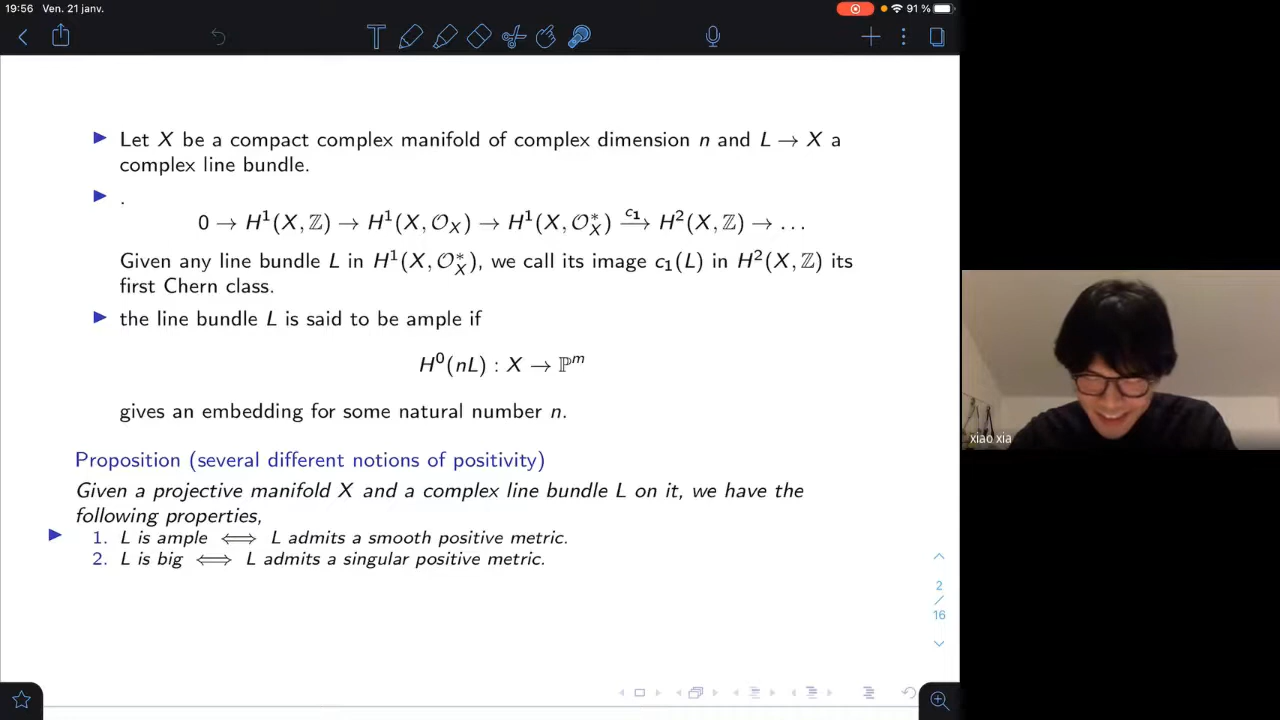 19:56 Ven. 21 janv.
91 %
▶ Let X be a compact complex manifold of complex dimension n and L → X a
complex line bundle.
▶ .
0 → H¹(X, ℤ) → H¹(X, 𝒪_X) → H¹(X, 𝒪*_X) –c₁→ H²(X, ℤ) → ...
Given any line bundle L in H¹(X, 𝒪*_X), we call its image c₁(L) in H²(X, ℤ) its
first Chern class.
▶ the line bundle L is said to be ample if
H⁰(nL) : X → ℙᵐ
gives an embedding for some natural number n.
Proposition (several different notions of positivity)
Given a projective manifold X and a complex line bundle L on it, we have the
following properties,
▶ 1. L is ample ⟺ L admits a smooth positive metric.
2. L is big ⟺ L admits a singular positive metric.
2
/
16
xiao xia